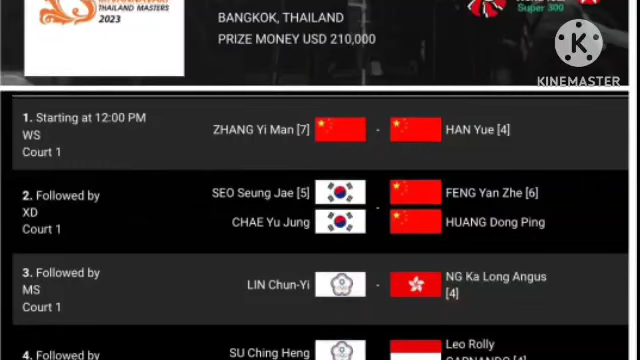 THAILAND MASTERS
2023
BANGKOK, THAILAND
PRIZE MONEY USD 210,000
Super 300
KINEMASTER
1. Starting at 12:00 PM
WS
Court 1
ZHANG Yi Man [7]
-
HAN Yue [4]
2. Followed by
XD
Court 1
SEO Seung Jae [5]
CHAE Yu Jung
-
FENG Yan Zhe [6]
HUANG Dong Ping
3. Followed by
MS
Court 1
LIN Chun-Yi
-
NG Ka Long Angus
[4]
4. Followed by
SU Ching Heng
Leo Rolly
CARNANDO [4]